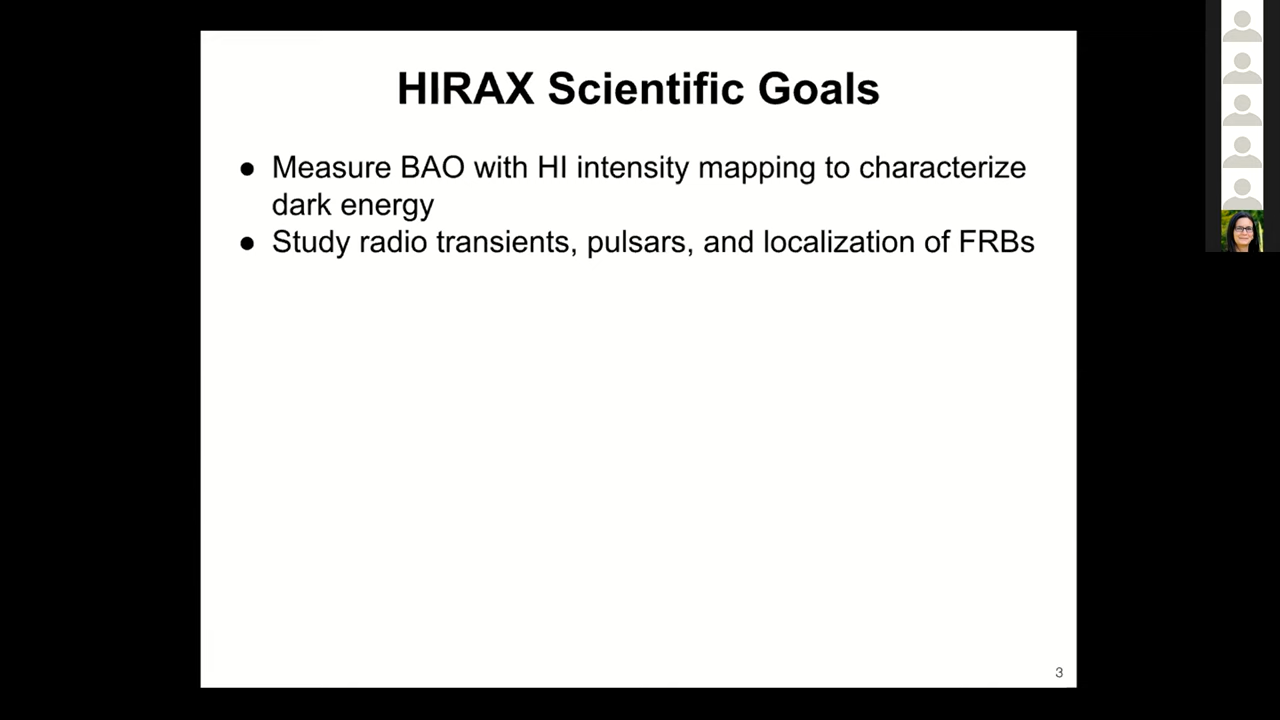 HIRAX Scientific Goals
● Measure BAO with HI intensity mapping to characterize
dark energy
● Study radio transients, pulsars, and localization of FRBs
3